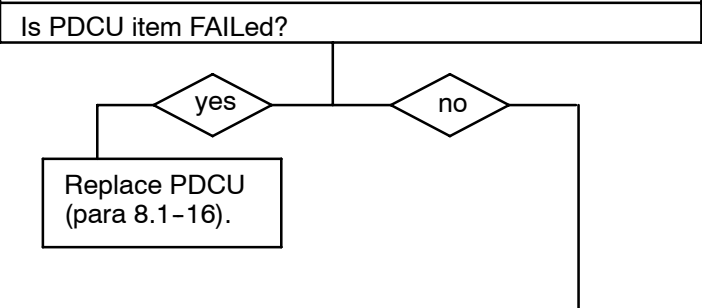 Is PDCU item FAILed?
yes
no
Replace PDCU
(para 8.1-16).